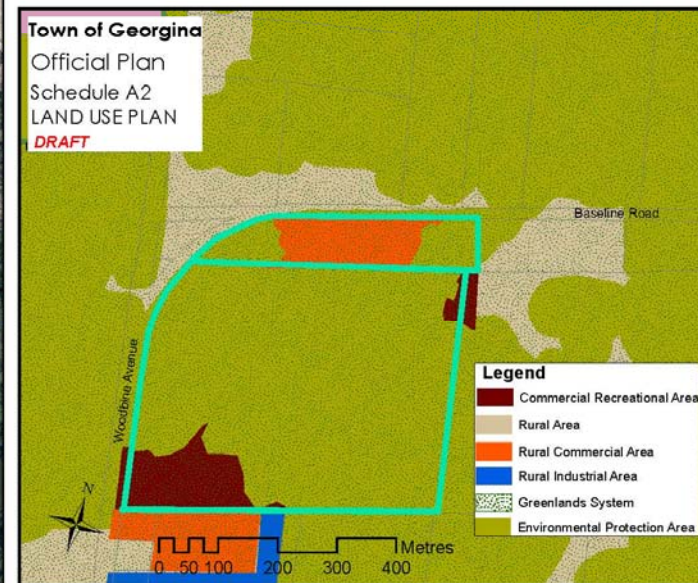 Town of Georgina
Official Plan
Schedule A2
LAND USE PLAN
DRAFT
Baseline Road
Woodbine Avenue
Legend
Commercial Recreational Area
Rural Area
Rural Commercial Area
Rural Industrial Area
Greenlands System
Environmental Protection Area
N
Metres
0 50 100 200 300 400